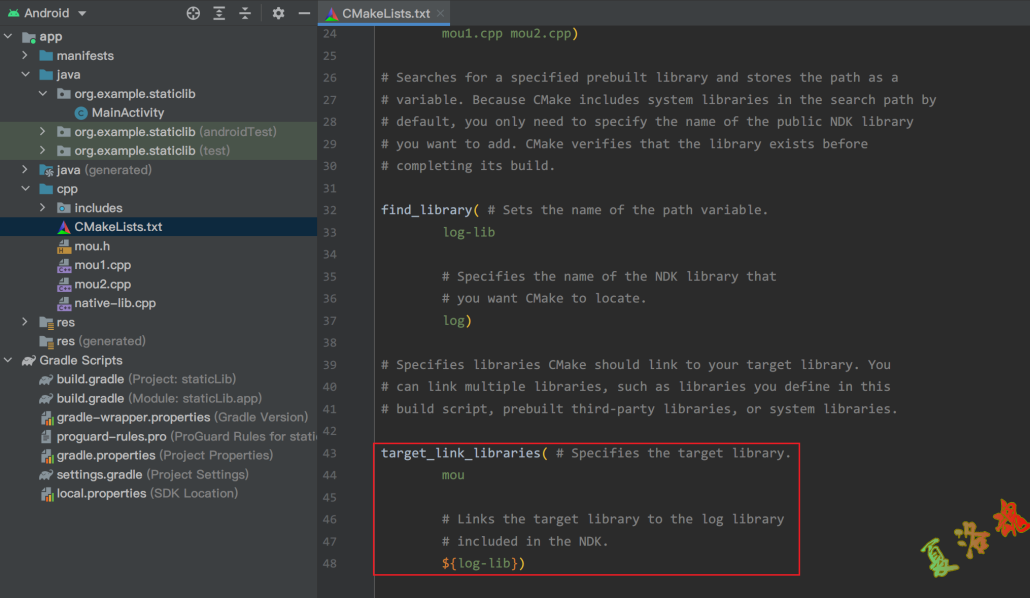 Android
CMakeLists.txt
app
manifests
java
org.example.staticlib
MainActivity
org.example.staticlib (androidTest)
org.example.staticlib (test)
java (generated)
cpp
includes
CMakeLists.txt
mou.h
mou1.cpp
mou2.cpp
native-lib.cpp
res
res (generated)
Gradle Scripts
build.gradle (Project: staticLib)
build.gradle (Module: staticLib.app)
gradle-wrapper.properties (Gradle Version)
proguard-rules.pro (ProGuard Rules for stati
gradle.properties (Project Properties)
settings.gradle (Project Settings)
local.properties (SDK Location)
24 mou1.cpp mou2.cpp)
25
26 # Searches for a specified prebuilt library and stores the path as a
27 # variable. Because CMake includes system libraries in the search path by
28 # default, you only need to specify the name of the public NDK library
29 # you want to add. CMake verifies that the library exists before
30 # completing its build.
31
32 find_library( # Sets the name of the path variable.
33 log-lib
34
35 # Specifies the name of the NDK library that
36 # you want CMake to locate.
37 log)
38
39 # Specifies libraries CMake should link to your target library. You
40 # can link multiple libraries, such as libraries you define in this
41 # build script, prebuilt third-party libraries, or system libraries.
42
43 target_link_libraries( # Specifies the target library.
44 mou
45
46 # Links the target library to the log library
47 # included in the NDK.
48 ${log-lib})
夏洛机